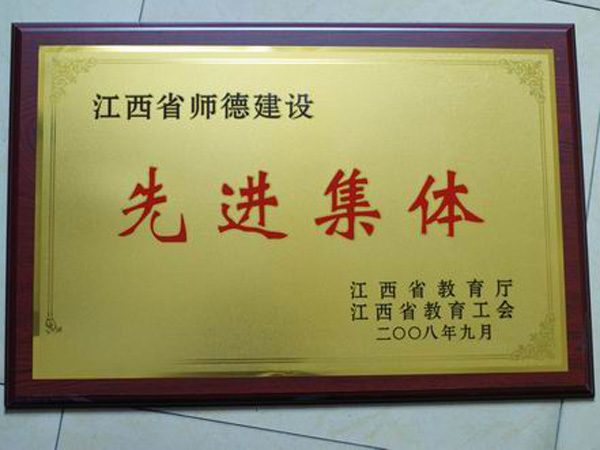 江西省师德建设
先进集体
江西省教育厅
江西省教育工会
二〇〇八年九月